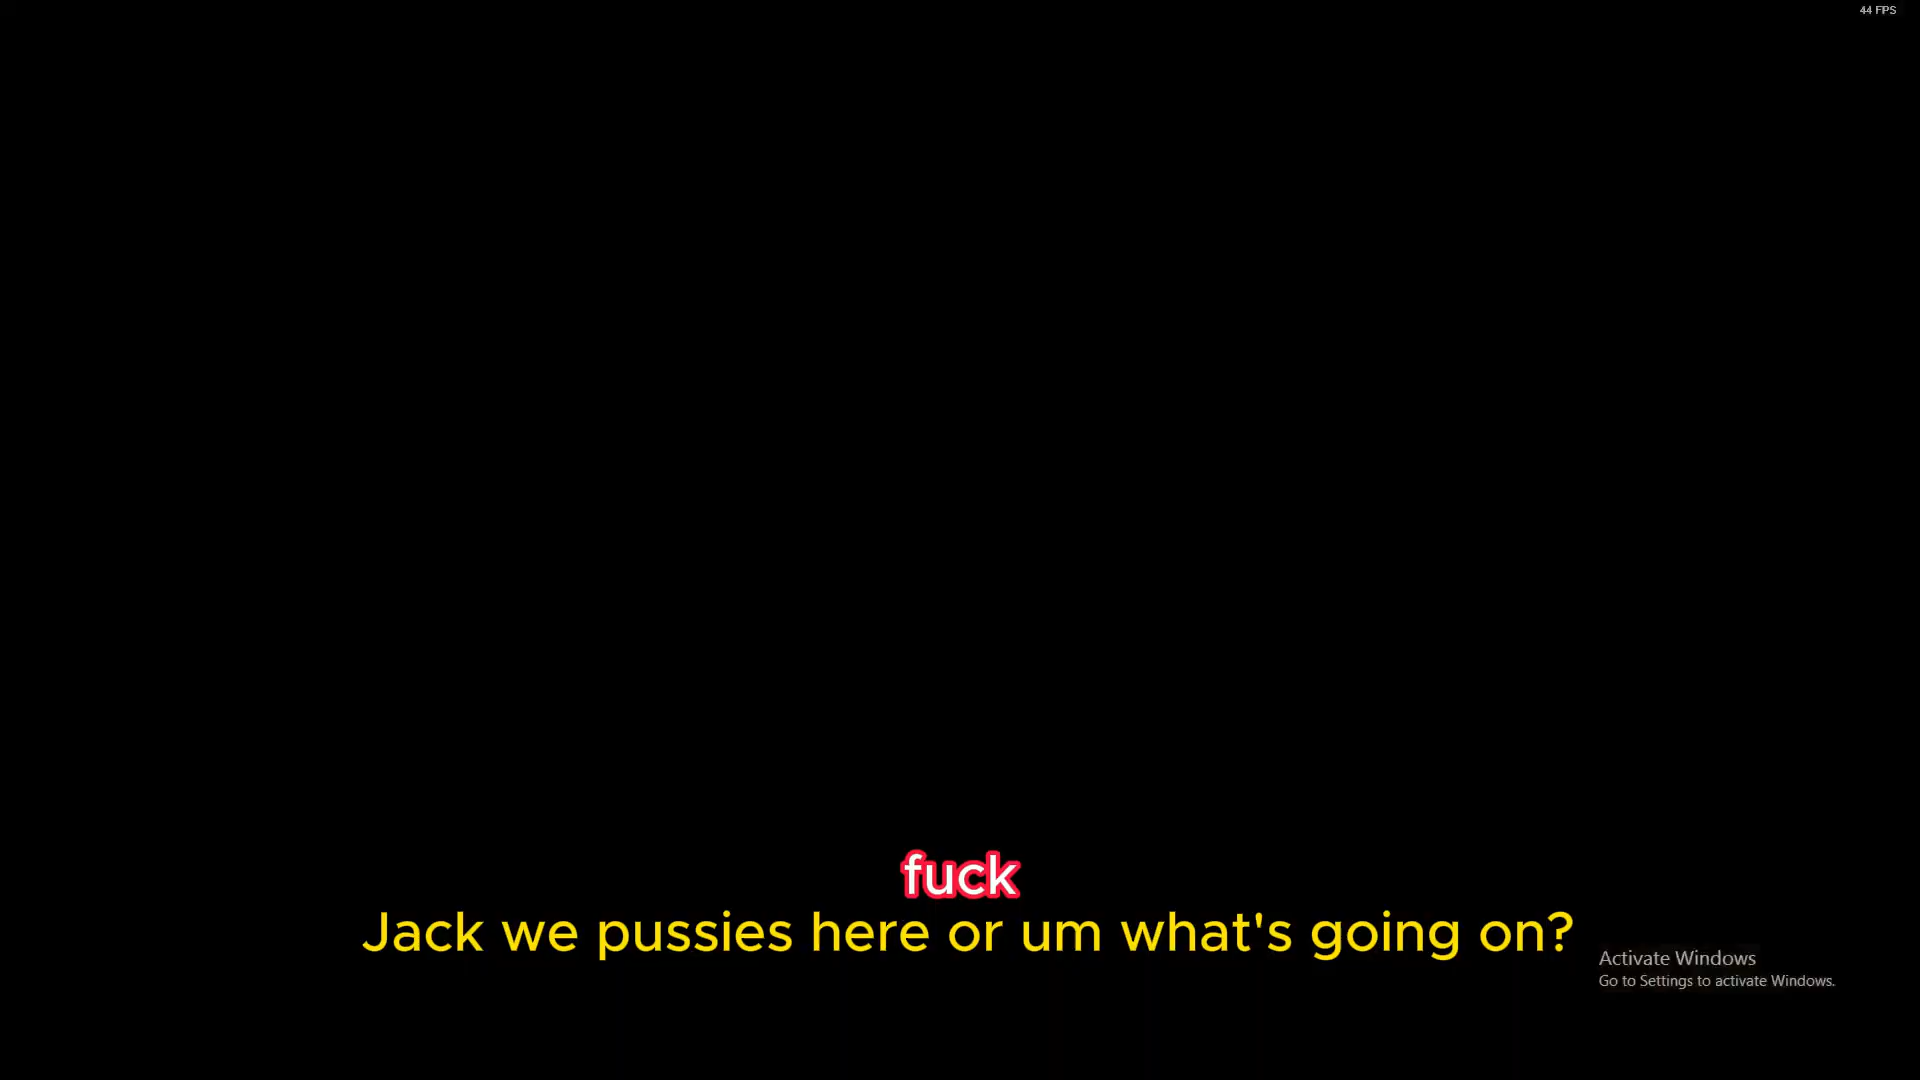 44 FPS
fuck
Jack we pussies here or um what's going on?
Activate Windows
Go to Settings to activate Windows.